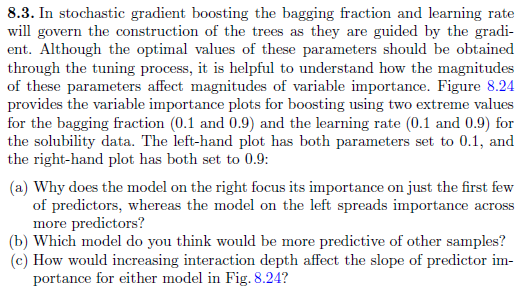 8.3. In stochastic gradient boosting the bagging fraction and learning rate
will govern the construction of the trees as they are guided by the gradi-
ent. Although the optimal values of these parameters should be obtained
through the tuning process, it is helpful to understand how the magnitudes
of these parameters affect magnitudes of variable importance. Figure 8.24
provides the variable importance plots for boosting using two extreme values
for the bagging fraction (0.1 and 0.9) and the learning rate (0.1 and 0.9) for
the solubility data. The left-hand plot has both parameters set to 0.1, and
the right-hand plot has both set to 0.9:
(a) Why does the model on the right focus its importance on just the first few
of predictors, whereas the model on the left spreads importance across
more predictors?
(b) Which model do you think would be more predictive of other samples?
(c) How would increasing interaction depth affect the slope of predictor im-
portance for either model in Fig. 8.24?